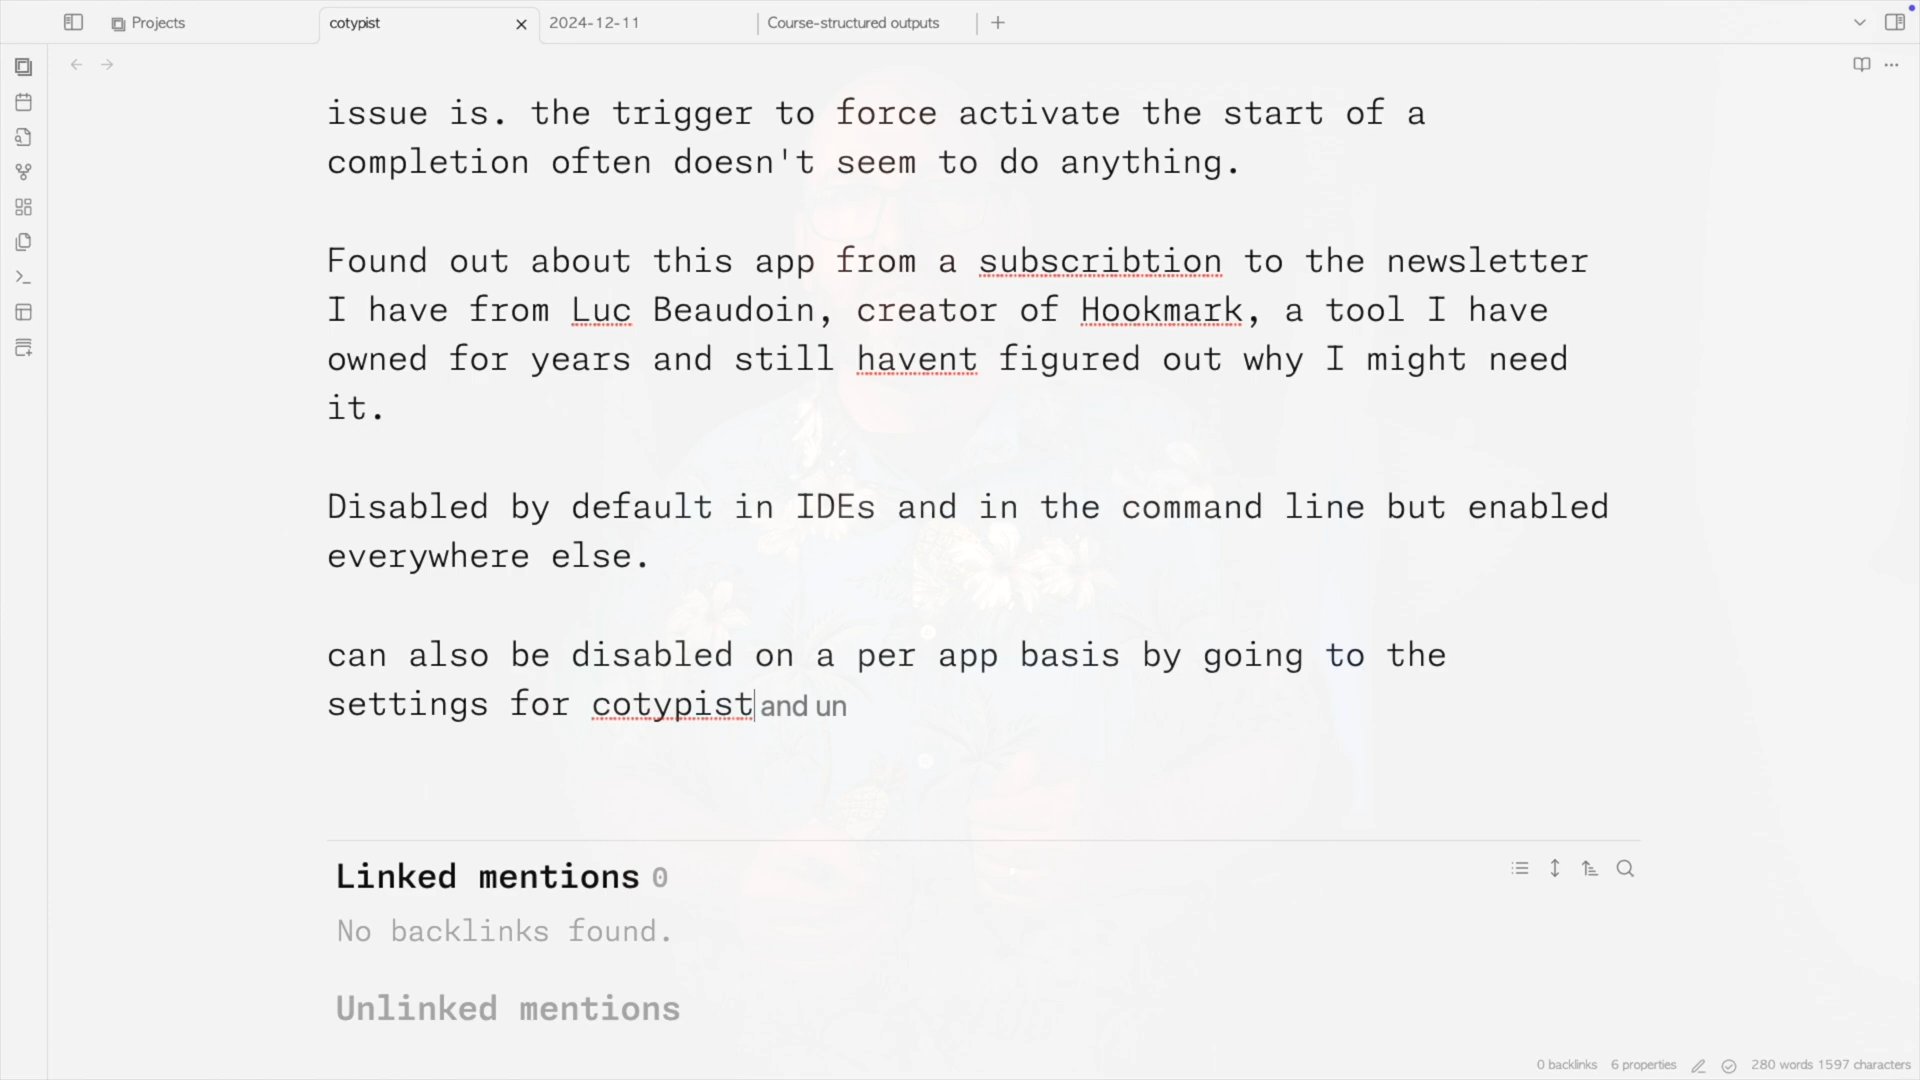 Projects
cotypist
2024-12-11
Course-structured outputs
issue is. the trigger to force activate the start of a
completion often doesn't seem to do anything.
Found out about this app from a subscribtion to the newsletter
I have from Luc Beaudoin, creator of Hookmark, a tool I have
owned for years and still havent figured out why I might need
it.
Disabled by default in IDEs and in the command line but enabled
everywhere else.
can also be disabled on a per app basis by going to the
settings for cotypist and un
Linked mentions 0
No backlinks found.
Unlinked mentions
0 backlinks 6 properties 280 words 1597 characters